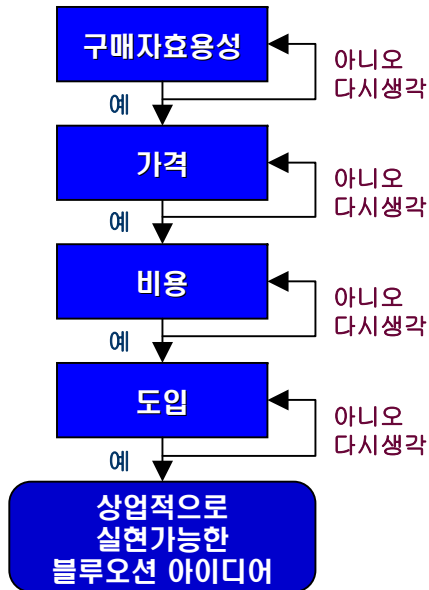 구매자효용성
아니오
다시생각
예
가격
아니오
다시생각
예
비용
아니오
다시생각
예
도입
아니오
다시생각
예
상업적으로
실현가능한
블루오션 아이디어